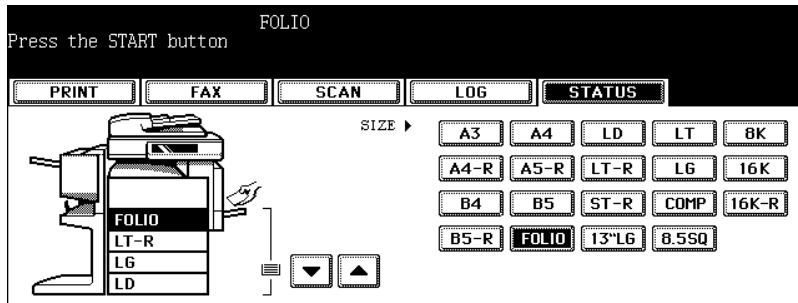 FOLIO
Press the START button
PRINT FAX SCAN LOG STATUS
SIZE A3 A4 LD LT 8K
A4-R A5-R LT-R LG 16K
B4 B5 ST-R COMP 16K-R
B5-R FOLIO 13"LG 8.5SQ
FOLIO
LT-R
LG
LD